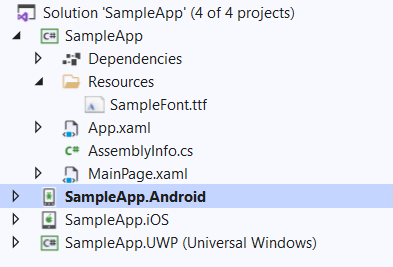 Solution 'SampleApp' (4 of 4 projects)
C# SampleApp
Dependencies
Resources
A SampleFont.ttf
App.xaml
C# AssemblyInfo.cs
MainPage.xaml
SampleApp.Android
SampleApp.iOS
C# SampleApp.UWP (Universal Windows)